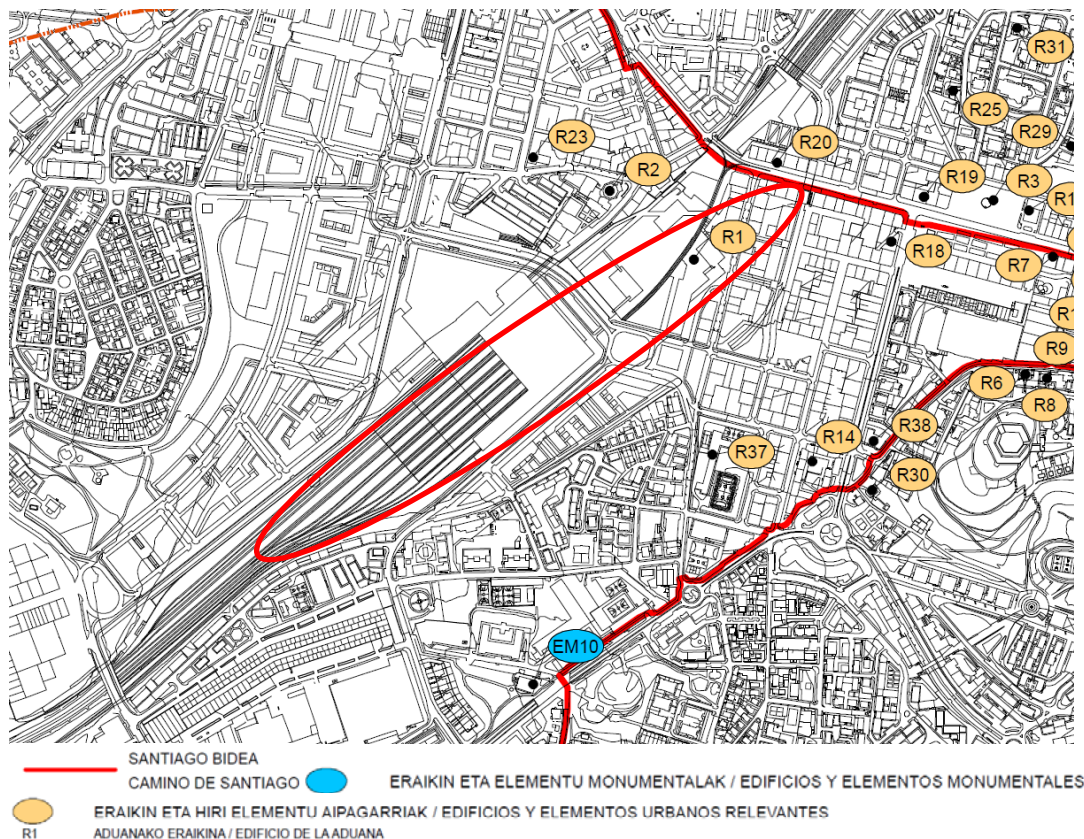 R31
R25
R29
R23
R20
R2
R19
R3
R1
R1
R18
R7
R1
R9
R6
R8
R38
R14
R37
R30
EM10
SANTIAGO BIDEA
CAMINO DE SANTIAGO
ERAIKIN ETA ELEMENTU MONUMENTALAK / EDIFICIOS Y ELEMENTOS MONUMENTALES
ERAIKIN ETA HIRI ELEMENTU AIPAGARRIAK / EDIFICIOS Y ELEMENTOS URBANOS RELEVANTES
R1 ADUANAKO ERAIKINA / EDIFICIO DE LA ADUANA